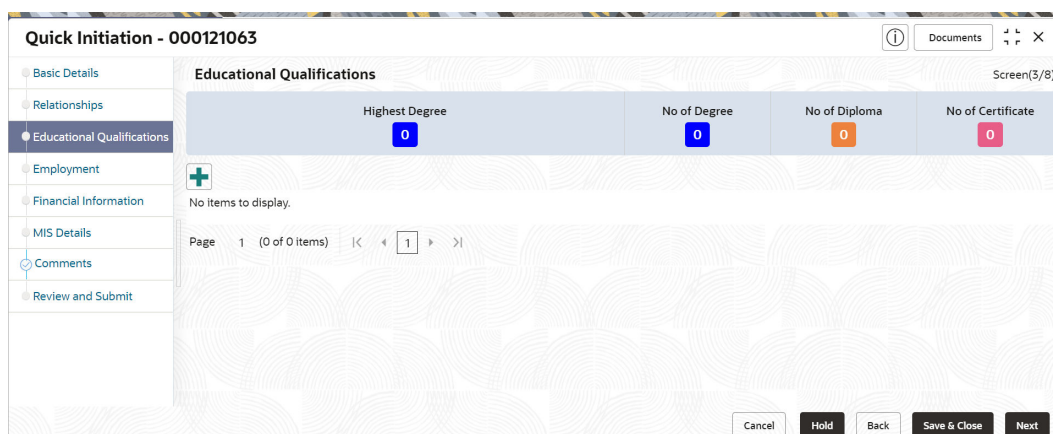 Quick Initiation - 000121063
Documents
Basic Details
Relationships
Educational Qualifications
Employment
Financial Information
MIS Details
Comments
Review and Submit
Educational Qualifications
Screen(3/8)
Highest Degree No of Degree No of Diploma No of Certificate
0 0 0 0
No items to display.
Page 1 (0 of 0 items) 1
Cancel Hold Back Save & Close Next